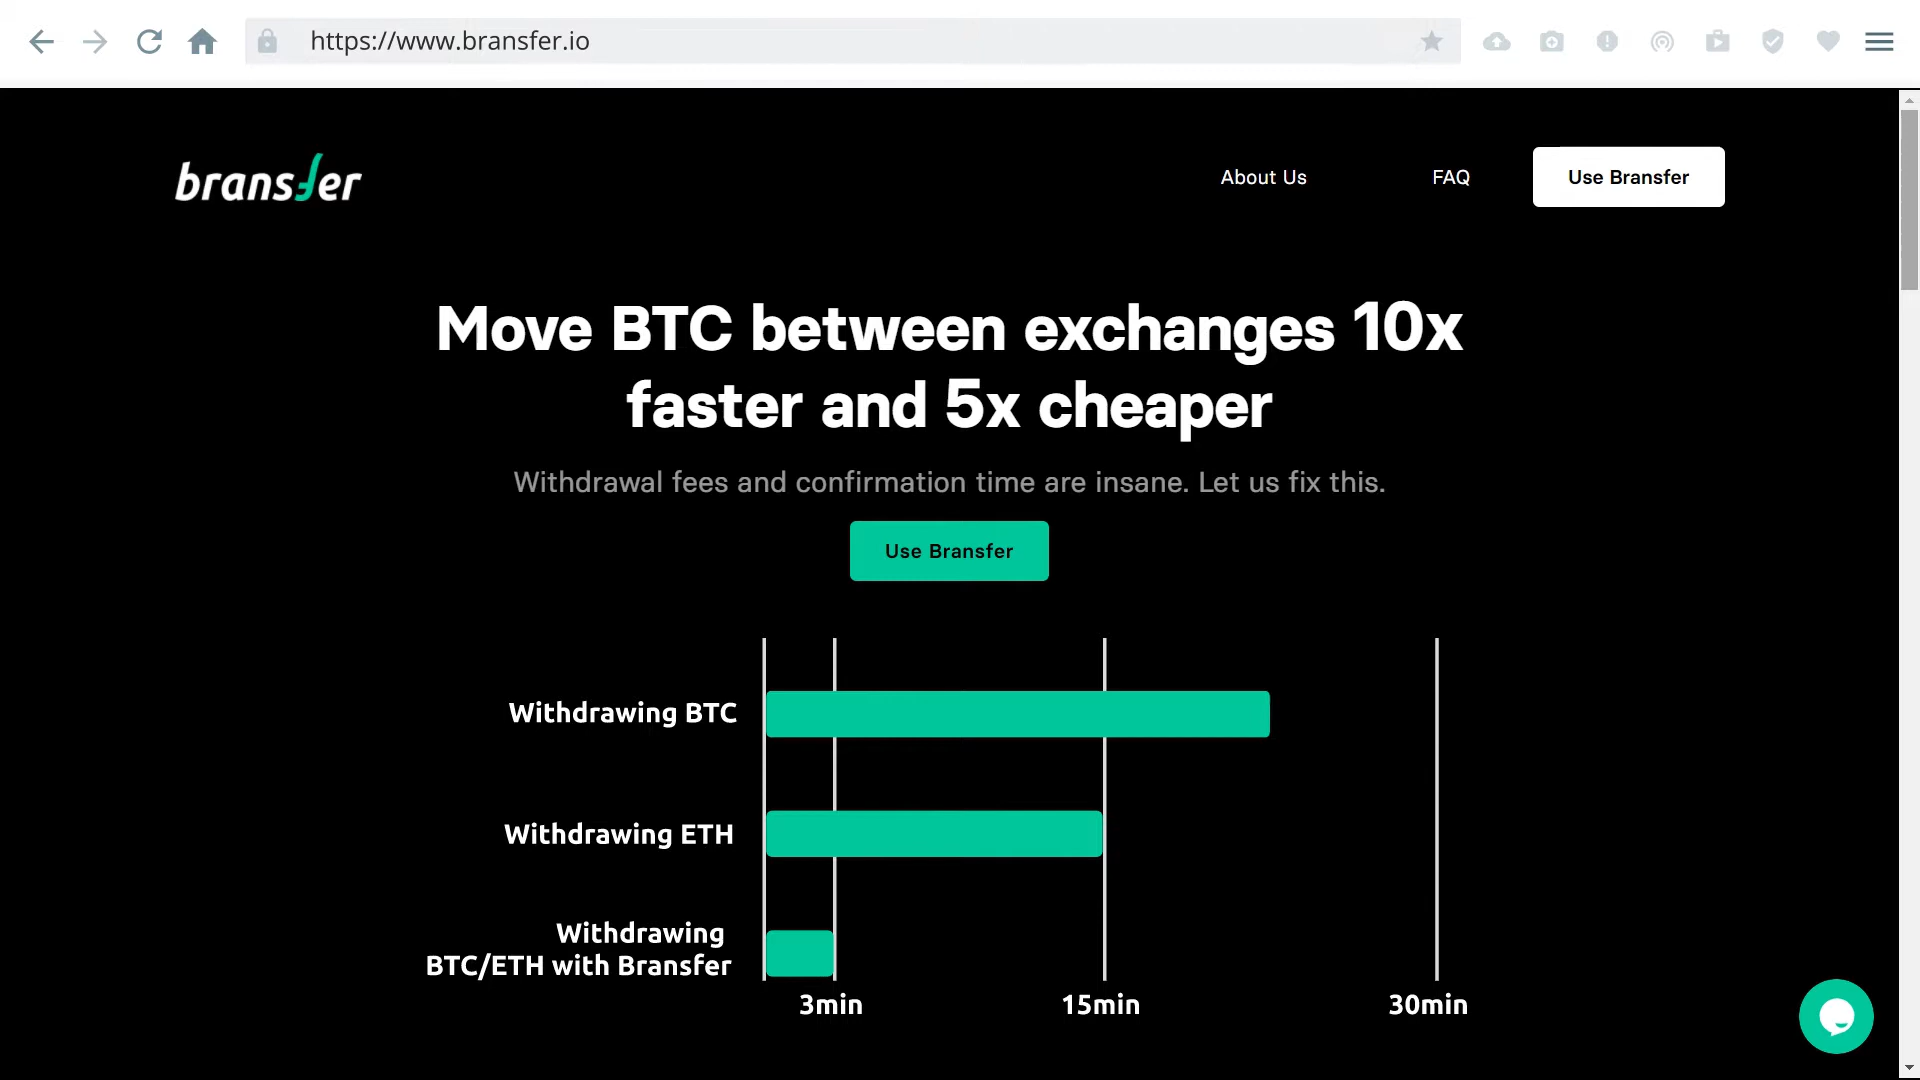 https://www.bransfer.io
bransfer
About Us
FAQ
Use Bransfer
Move BTC between exchanges 10x
faster and 5x cheaper
Withdrawal fees and confirmation time are insane. Let us fix this.
Use Bransfer
Withdrawing BTC
Withdrawing ETH
Withdrawing
BTC/ETH with Bransfer
3min
15min
30min